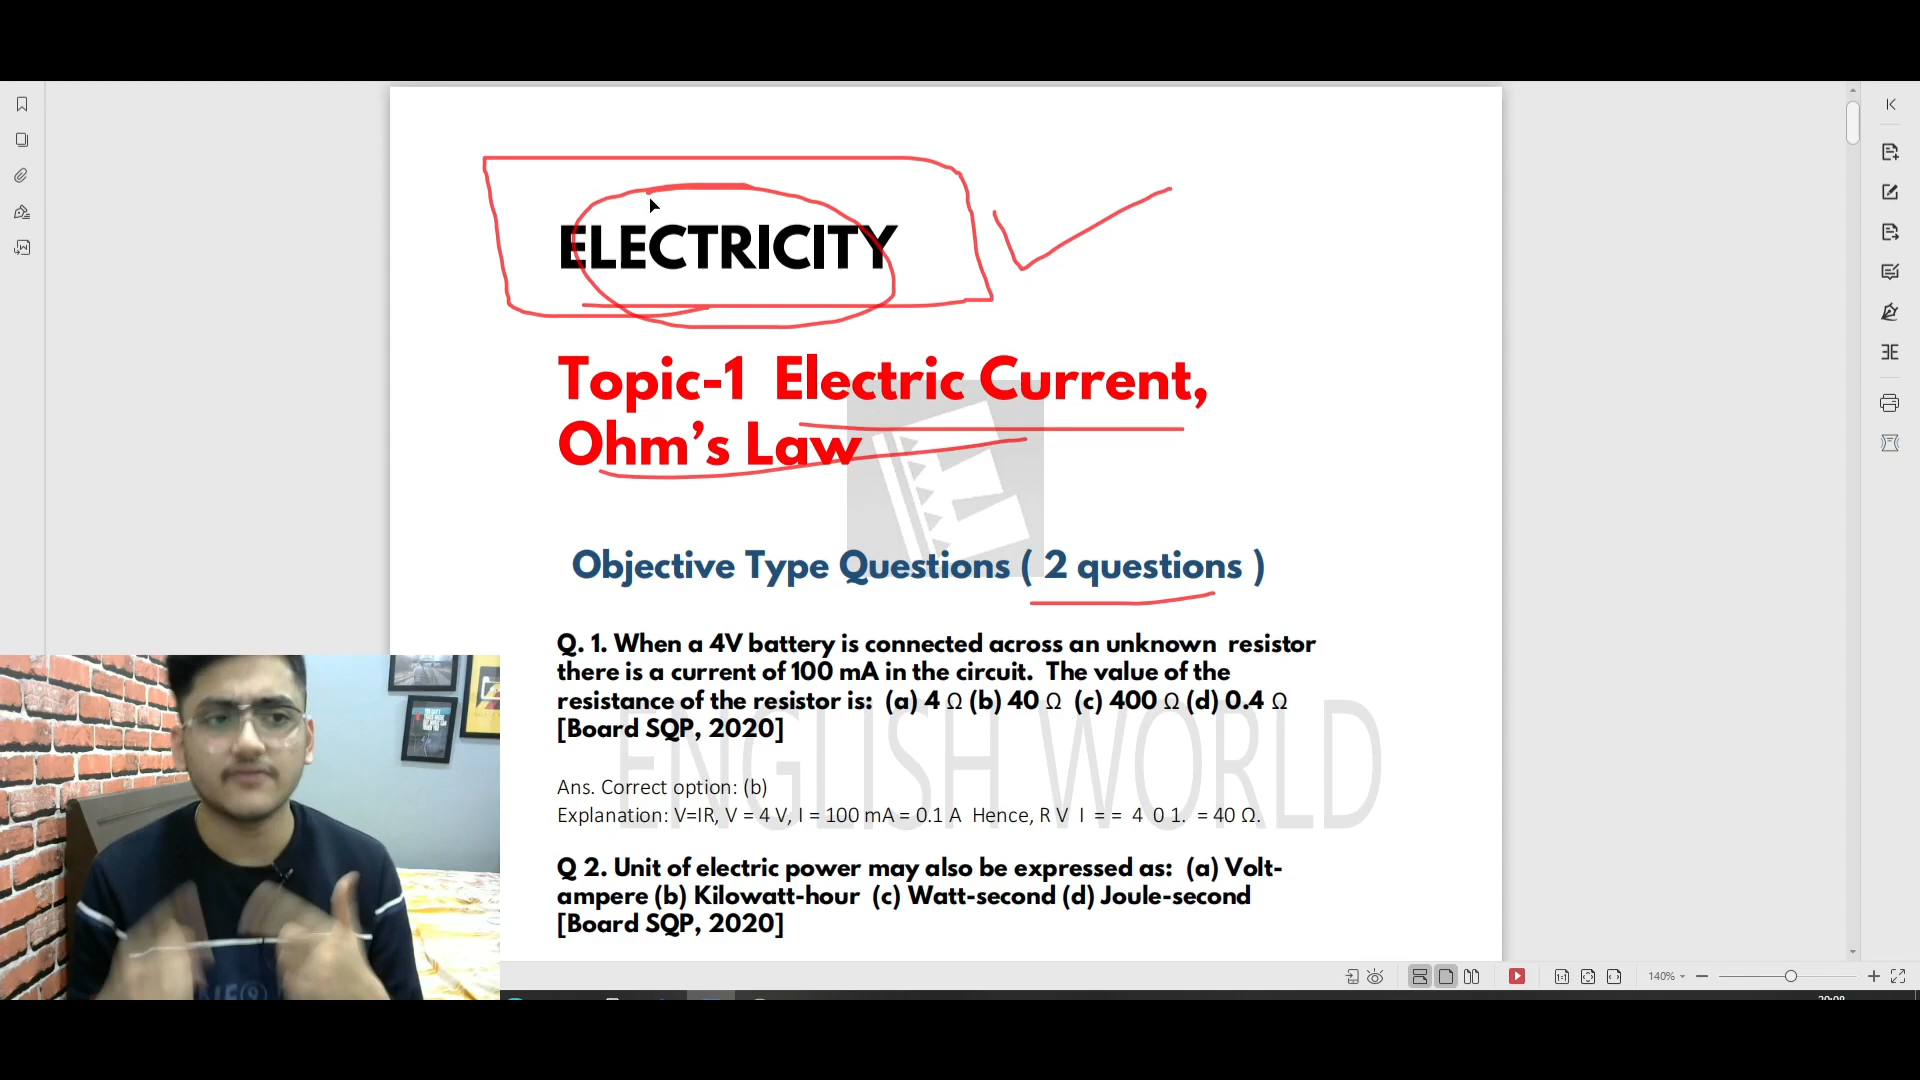 ELECTRICITY
Topic-1 Electric Current,
Ohm’s Law
Objective Type Questions ( 2 questions )
Q. 1. When a 4V battery is connected across an unknown resistor
there is a current of 100 mA in the circuit. The value of the
resistance of the resistor is: (a) 4 Ω (b) 40 Ω (c) 400 Ω (d) 0.4 Ω
[Board SQP, 2020]
ENGLISH WORLD
Ans. Correct option: (b)
Explanation: V=IR, V = 4 V, I = 100 mA = 0.1 A Hence, R V I = = 4 0 1. = 40 Ω.
Q 2. Unit of electric power may also be expressed as: (a) Volt-
ampere (b) Kilowatt-hour (c) Watt-second (d) Joule-second
[Board SQP, 2020]
140%